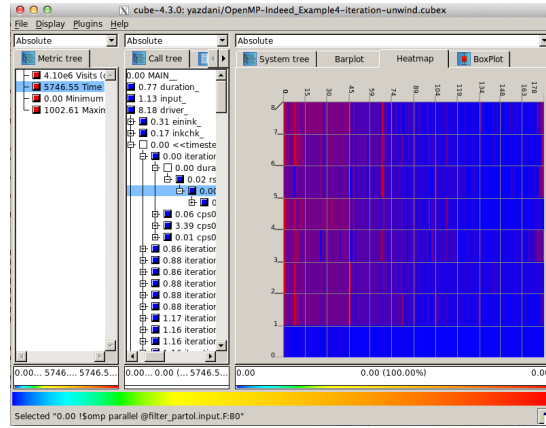 cube-4.3.0: yazdani/OpenMP-Indeed_Example4-iteration-unwind.cubex
File Display Plugins Help
Absolute Absolute Absolute
Metric tree Call tree System tree Barplot Heatmap BoxPlot
4.10e6 Visits (
5746.55 Time
0.00 Minimum
1002.61 Maxin
0.00 MAIN__
0.77 duration_
1.13 input_
8.18 driver_
0.31 einink_
0.17 inkchk_
0.00 <<timeste
0.00 iteration
0.00 dura
0.02 rs
0.00
0.06 cps0
3.39 cps0
0.01 cps0
0.86 iteration
0.88 iteration
0.86 iteration
0.88 iteration
0.88 iteration
0.88 iteration
1.17 iteration
1.16 iteration
1.16 iteration
0 15 30 45 59 74 89 104 119 134 148 163 178
8
7
6
5
4
3
2
1
0
0.00... 5746.... 5746.5... 0.00... 0.00 (... 5746.5... 0.00 0.00 (100.00%) 0.0
Selected "0.00 !$omp parallel @filter_partol.input.F:80"